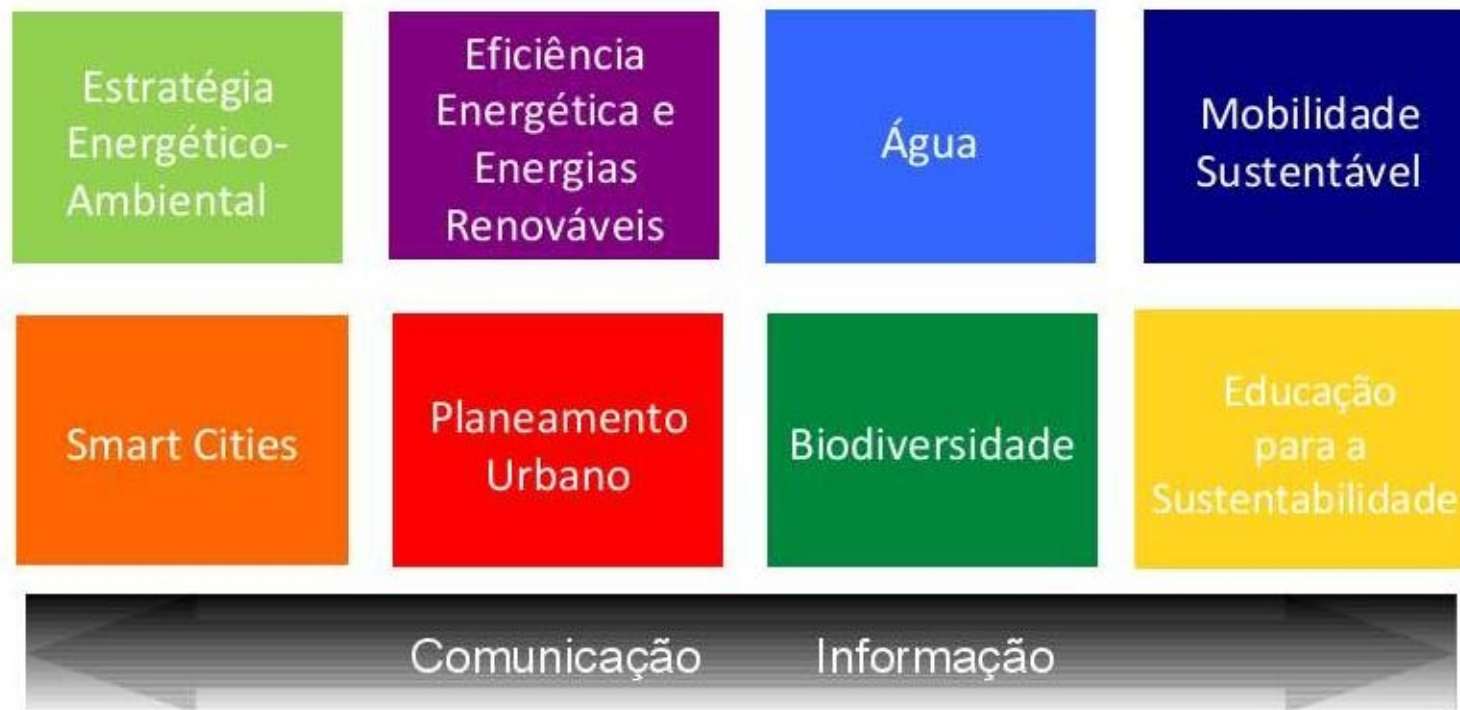 Estratégia
Energético-
Ambiental
Eficiência
Energética e
Energias
Renováveis
Água
Mobilidade
Sustentável
Smart Cities
Planeamento
Urbano
Biodiversidade
Educação
para a
Sustentabilidade
Comunicação Informação